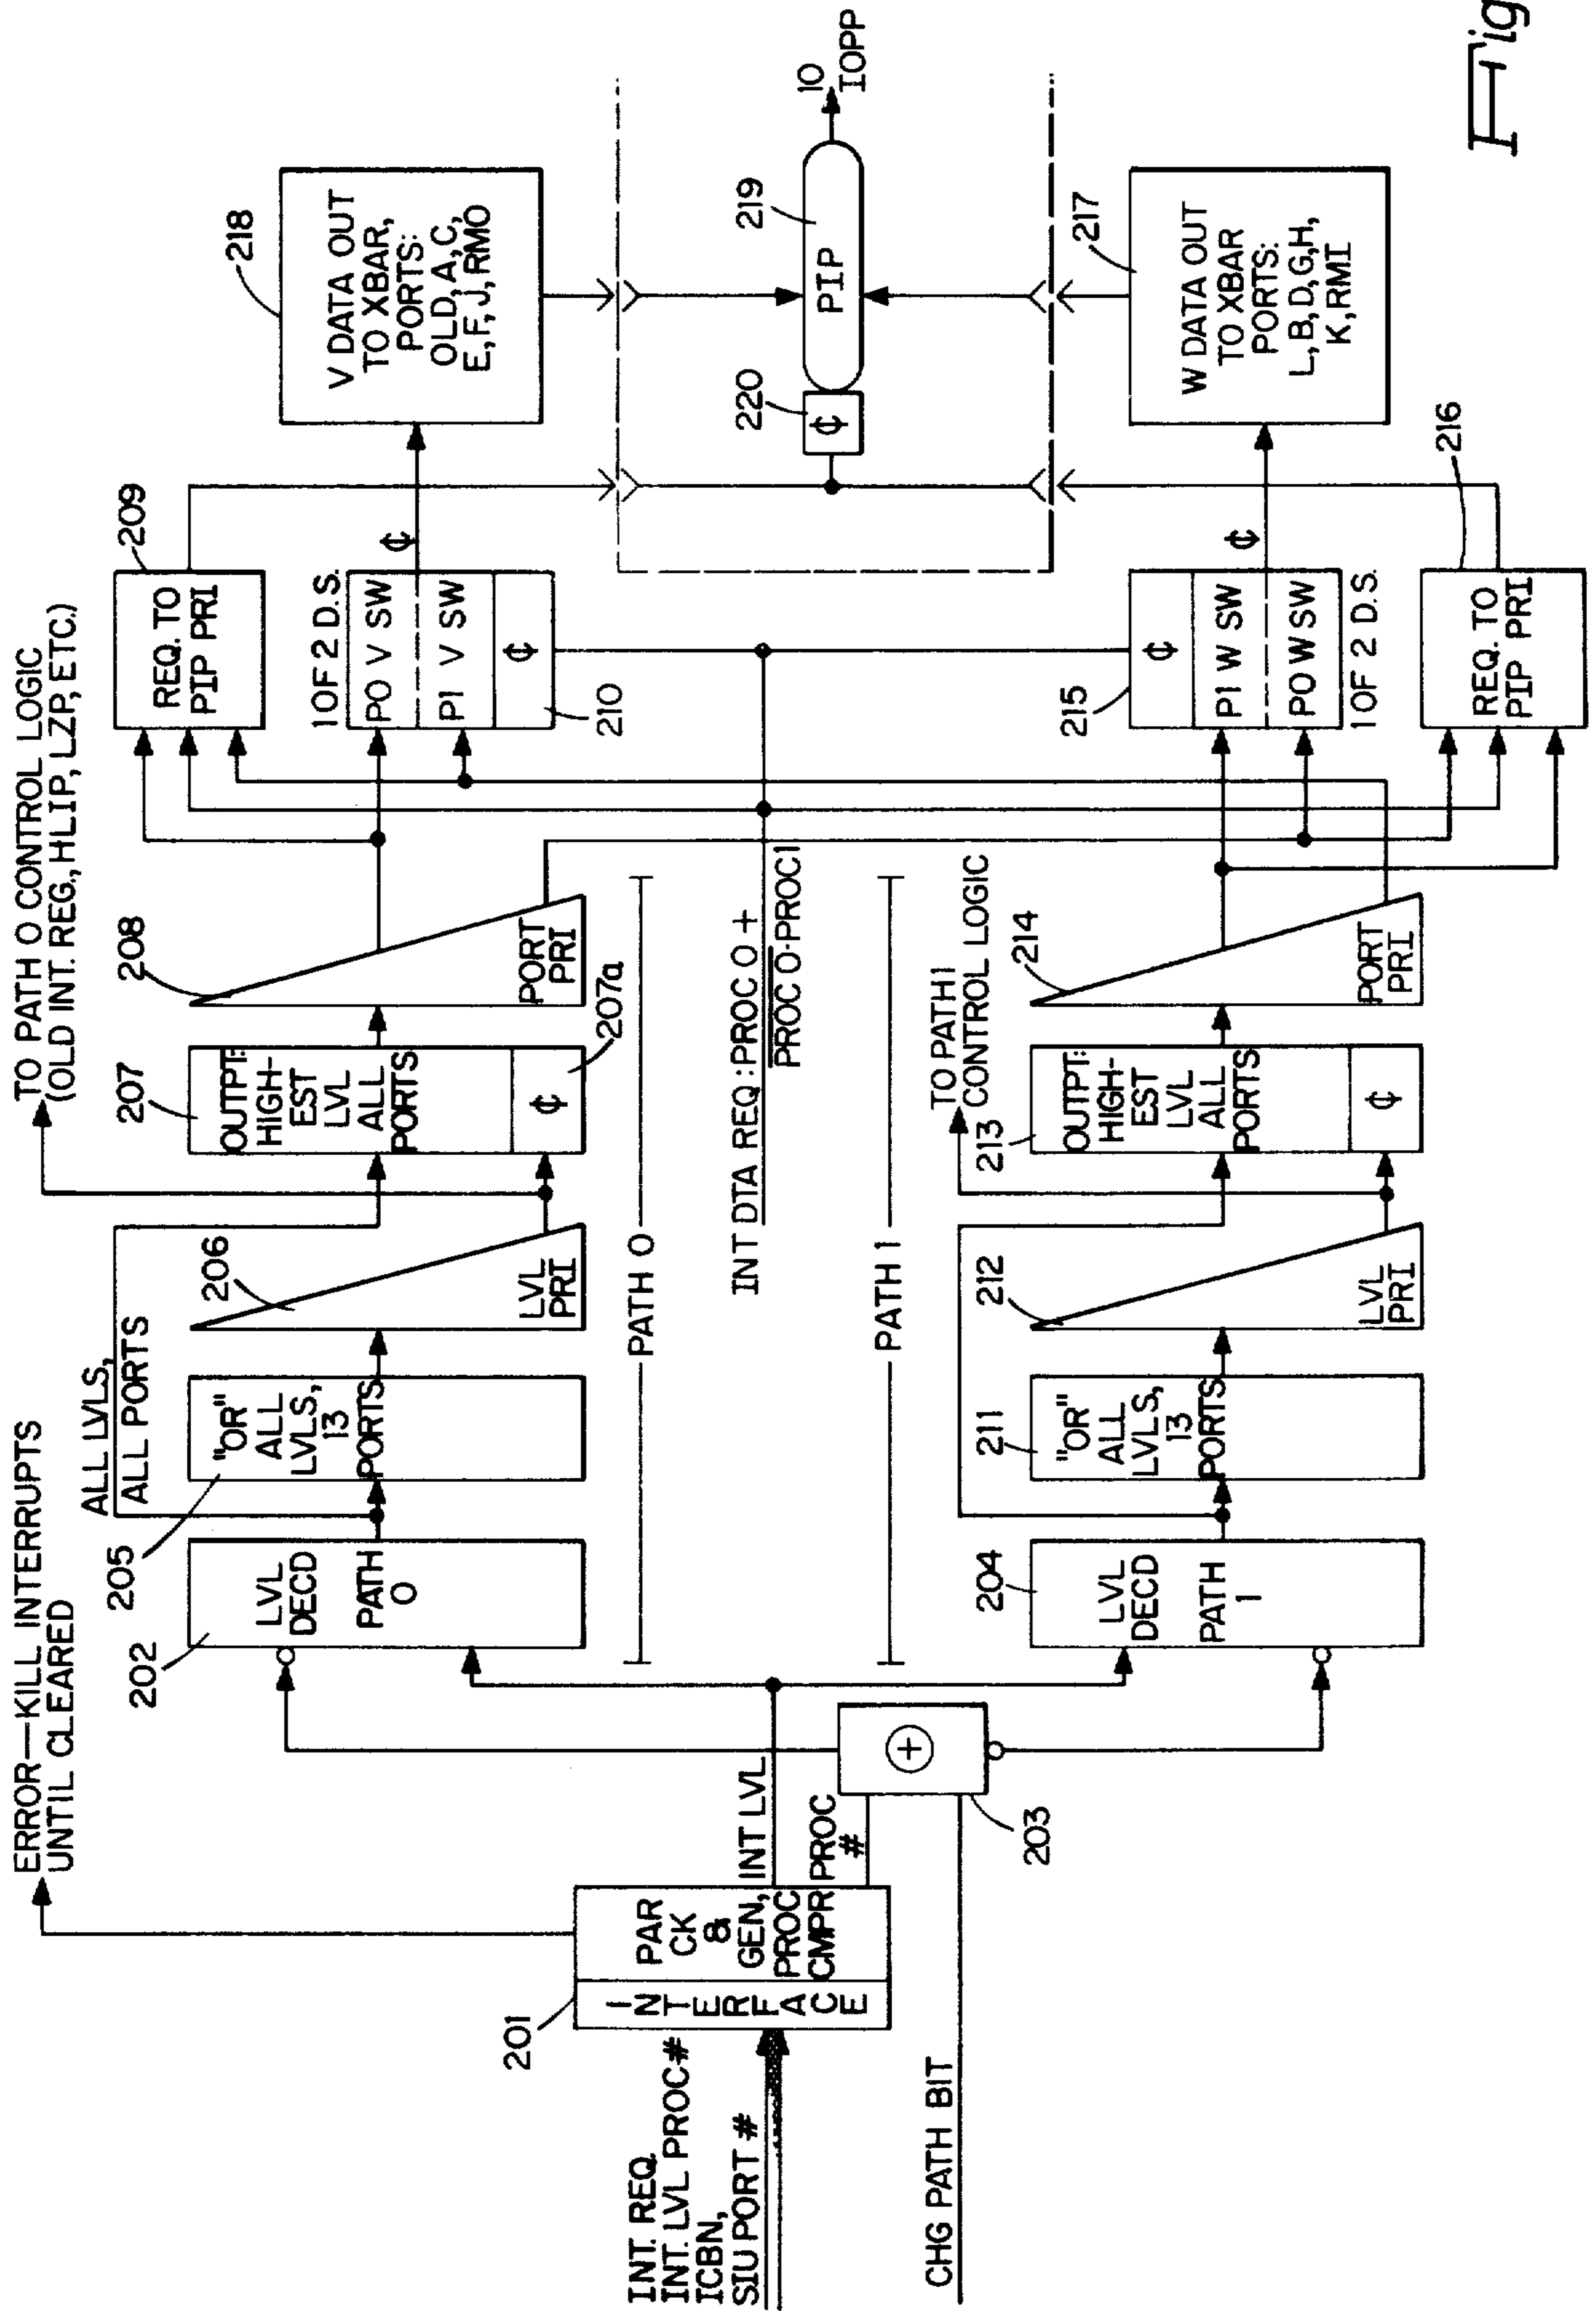 TO PATH 0 CONTROL LOGIC
(OLD INT. REG., HLIP, LZP, ETC.)
ERROR—KILL INTERRUPTS
UNTIL CLEARED
ALL LVLS,
ALL PORTS
202
LVL
DECD
PATH
0
205
"OR"
ALL
LVLS,
13
PORTS
206
LVL
PRI
207
OUTPT:
HIGH-
EST
LVL
ALL
PORTS
₵
207a
208
PORT
PRI
209
REQ. TO
PIP PRI
1 OF 2 D.S.
PO V SW
P1 V SW
₵
210
₵
218
V DATA OUT
TO XBAR,
PORTS:
OLD, A, C,
E, F, J, RMO
PATH 0
INT DTA REQ: PROC 0 +
PROC 0·PROC 1
PATH 1
201
INTERFACE
PAR
CK
&
GEN,
PROC
CMPR
INT. REQ.
INT. LVL PROC #
ICBN,
SIU PORT #
INT LVL
PROC
#
CHG PATH BIT
+
203
220
₵
219
PIP
10
IOPP
204
LVL
DECD
PATH
1
211
"OR"
ALL
LVLS,
13
PORTS
212
LVL
PRI
TO PATH 1
CONTROL LOGIC
213
OUTPT:
HIGH-
EST
LVL
ALL
PORTS
₵
214
PORT
PRI
215
₵
P1 W SW
PO W SW
1 OF 2 D.S.
₵
216
REQ. TO
PIP PRI
217
W DATA OUT
TO XBAR
PORTS:
L, B, D, G, H,
K, RMI
Fig